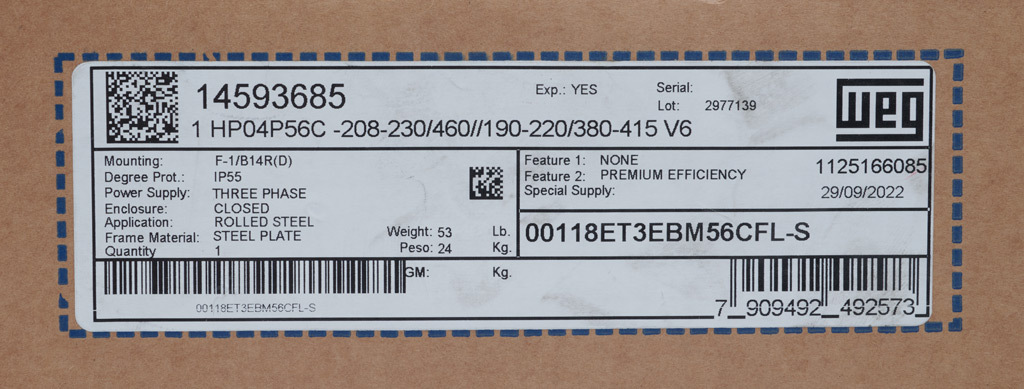 14593685
Exp.: YES
Serial:
Lot: 2977139
weg
1 HP04P56C -208-230/460//190-220/380-415 V6
Mounting: F-1/B14R(D)
Degree Prot.: IP55
Power Supply: THREE PHASE
Enclosure: CLOSED
Application: ROLLED STEEL
Frame Material: STEEL PLATE
Quantity 1
Weight: 53 Lb.
Peso: 24 Kg.
Feature 1: NONE
Feature 2: PREMIUM EFFICIENCY
Special Supply:
1125166085
29/09/2022
00118ET3EBM56CFL-S
GM: Kg.
00118ET3EBM56CFL-S
7 909492 492573